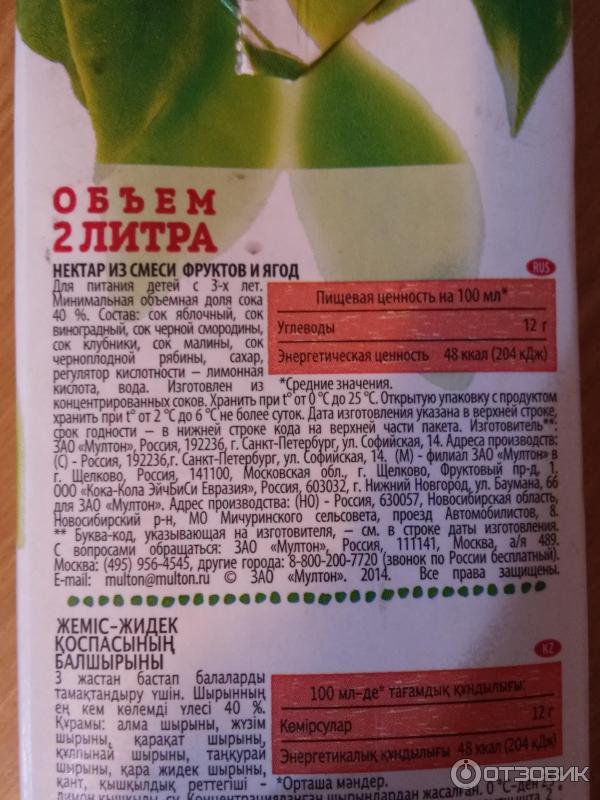 ОБЪЕМ
2 ЛИТРА
НЕКТАР ИЗ СМЕСИ ФРУКТОВ И ЯГОД
RUS
Для питания детей с 3-х лет.
Минимальная объемная доля сока
40 %. Состав: сок яблочный, сок
виноградный, сок черной смородины,
сок клубники, сок малины, сок
черноплодной рябины, сахар,
регулятор кислотности – лимонная
кислота, вода. Изготовлен из
Пищевая ценность на 100 мл*
Углеводы 12 г
Энергетическая ценность 48 ккал (204 кДж)
*Средние значения.
концентрированных соков. Хранить при t° от 0 °C до 25 °C. Открытую упаковку с продуктом
хранить при t° от 2 °C до 6 °C не более суток. Дата изготовления указана в верхней строке,
срок годности – в нижней строке кода на верхней части пакета. Изготовитель**:
ЗАО «Мултон», Россия, 192236, г. Санкт-Петербург, ул. Софийская, 14. Адреса производств:
(С) - Россия, 192236,г. Санкт-Петербург, ул. Софийская, 14. (М) - филиал ЗАО «Мултон» в
г. Щелково, Россия, 141100, Московская обл., г. Щелково, Фруктовый пр-д, 1.
ООО «Кока-Кола ЭйчБиСи Евразия», Россия, 603032, г. Нижний Новгород, ул. Баумана, 66
для ЗАО «Мултон». Адрес производства: (НО) - Россия, 630057, Новосибирская область,
Новосибирский р-н, МО Мичуринского сельсовета, проезд Автомобилистов, 8.
** Буква-код, указывающая на изготовителя, – см. в строке даты изготовления.
С вопросами обращаться: ЗАО «Мултон», Россия, 111141, Москва, а/я 489.
Москва: (495) 956-4545, другие города: 8-800-200-7720 (звонок по России бесплатный).
E-mail: multon@multon.ru © ЗАО «Мултон». 2014. Все права защищены.
ЖЕМІС-ЖИДЕК
ҚОСПАСЫНЫҢ
БАЛШЫРЫНЫ
KZ
3 жастан бастап балаларды
тамақтандыру үшін. Шырынның
ең кем көлемді үлесі 40 %.
Құрамы: алма шырыны, жүзім
шырыны, қарақат шырыны,
құлпынай шырыны, таңқурай
шырыны, қара жидек шырыны,
қант, қышқылдық реттегіші -
100 мл-де* тағамдық құндылығы:
Көмірсулар 12 г
Энергетикалық құндылығы 48 ккал (204 кДж)
*Орташа мәндер.
лимон қышқылы, су. Концентрацияланған шырындардан жасалған. 0 °C-ден
ОТЗОВИК